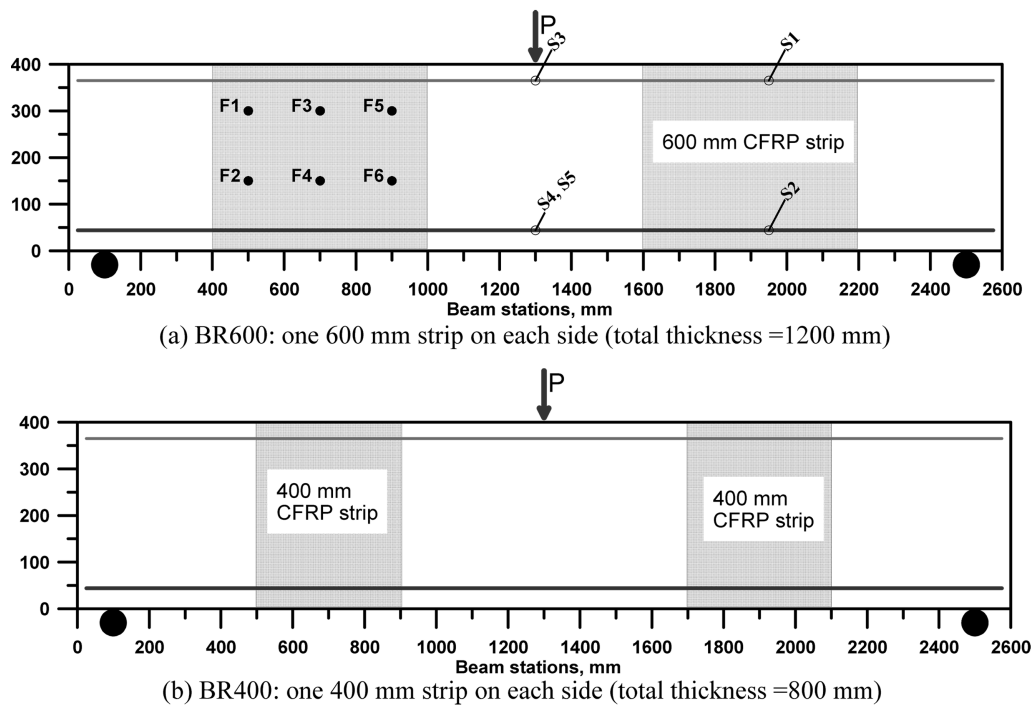 P
S3
S1
400
300
200
100
0
F1
F3
F5
F2
F4
F6
600 mm CFRP strip
S4, S5
S2
0 200 400 600 800 1000 1200 1400 1600 1800 2000 2200 2400 2600
Beam stations, mm
(a) BR600: one 600 mm strip on each side (total thickness =1200 mm)
P
400
300
200
100
0
400 mm
CFRP strip
400 mm
CFRP strip
0 200 400 600 800 1000 1200 1400 1600 1800 2000 2200 2400 2600
Beam stations, mm
(b) BR400: one 400 mm strip on each side (total thickness =800 mm)